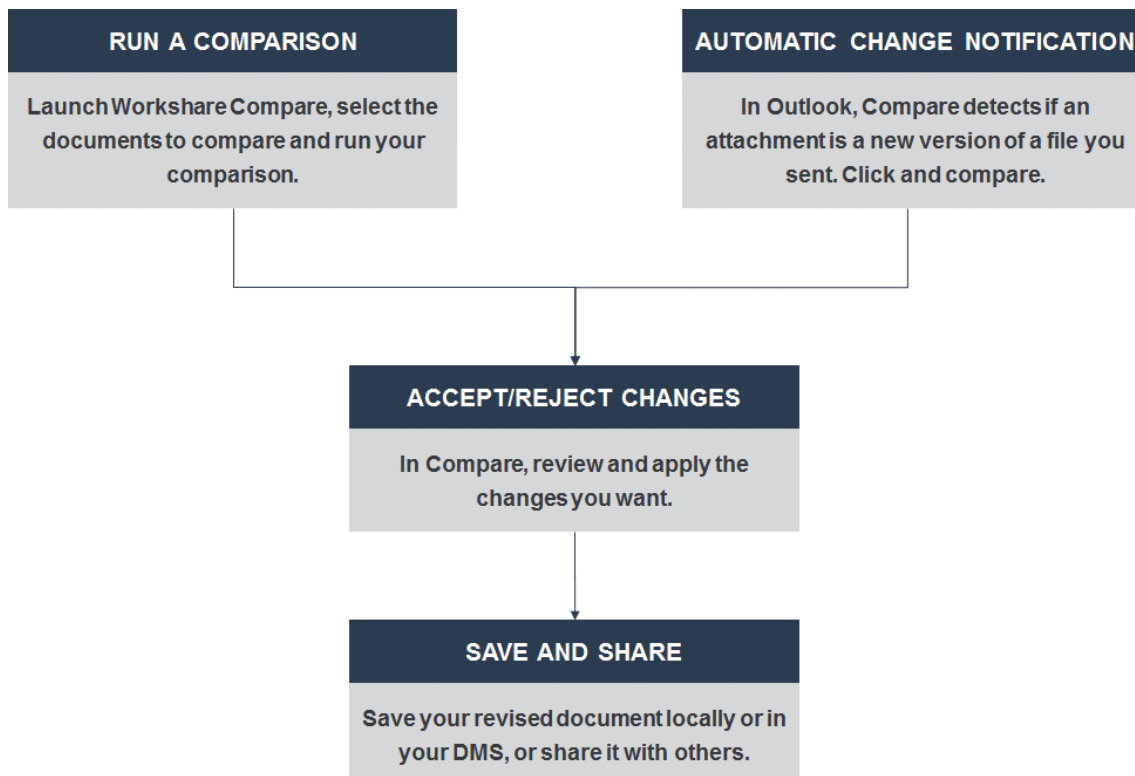 RUN A COMPARISON
Launch Workshare Compare, select the
documents to compare and run your
comparison.
AUTOMATIC CHANGE NOTIFICATION
In Outlook, Compare detects if an
attachment is a new version of a file you
sent. Click and compare.
ACCEPT/REJECT CHANGES
In Compare, review and apply the
changes you want.
SAVE AND SHARE
Save your revised document locally or in
your DMS, or share it with others.